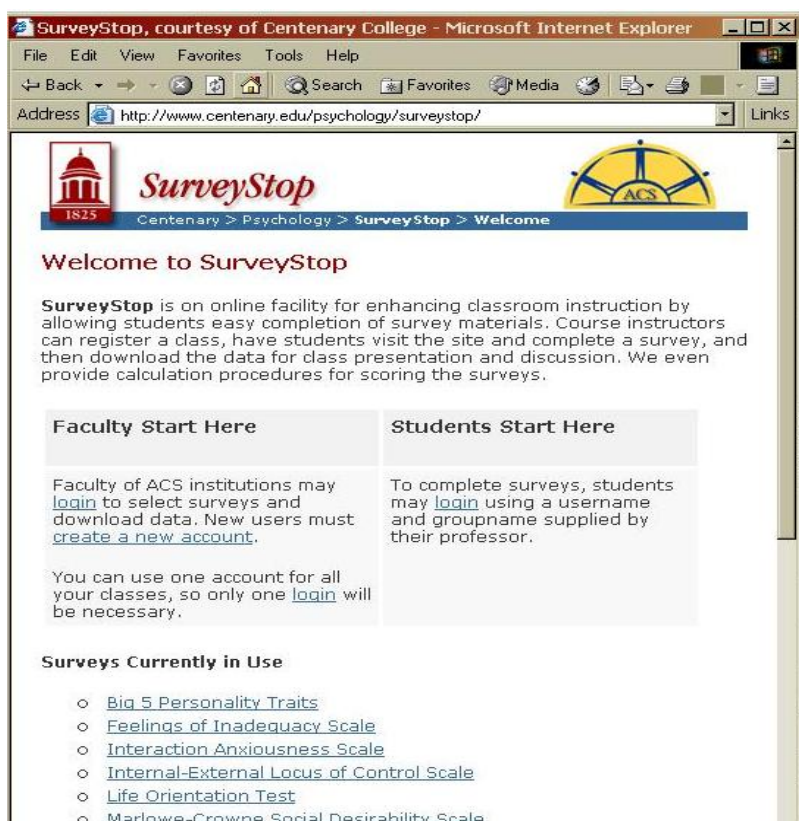 SurveyStop, courtesy of Centenary College - Microsoft Internet Explorer
File Edit View Favorites Tools Help
Back Search Favorites Media
Address http://www.centenary.edu/psychology/surveystop/ Links
1825
SurveyStop
ACS
Centenary > Psychology > SurveyStop > Welcome
Welcome to SurveyStop
SurveyStop is on online facility for enhancing classroom instruction by
allowing students easy completion of survey materials. Course instructors
can register a class, have students visit the site and complete a survey, and
then download the data for class presentation and discussion. We even
provide calculation procedures for scoring the surveys.
Faculty Start Here
Faculty of ACS institutions may
login to select surveys and
download data. New users must
create a new account.
You can use one account for all
your classes, so only one login will
be necessary.
Students Start Here
To complete surveys, students
may login using a username
and groupname supplied by
their professor.
Surveys Currently in Use
Big 5 Personality Traits
Feelings of Inadequacy Scale
Interaction Anxiousness Scale
Internal-External Locus of Control Scale
Life Orientation Test
Marlowe-Crowne Social Desirability Scale